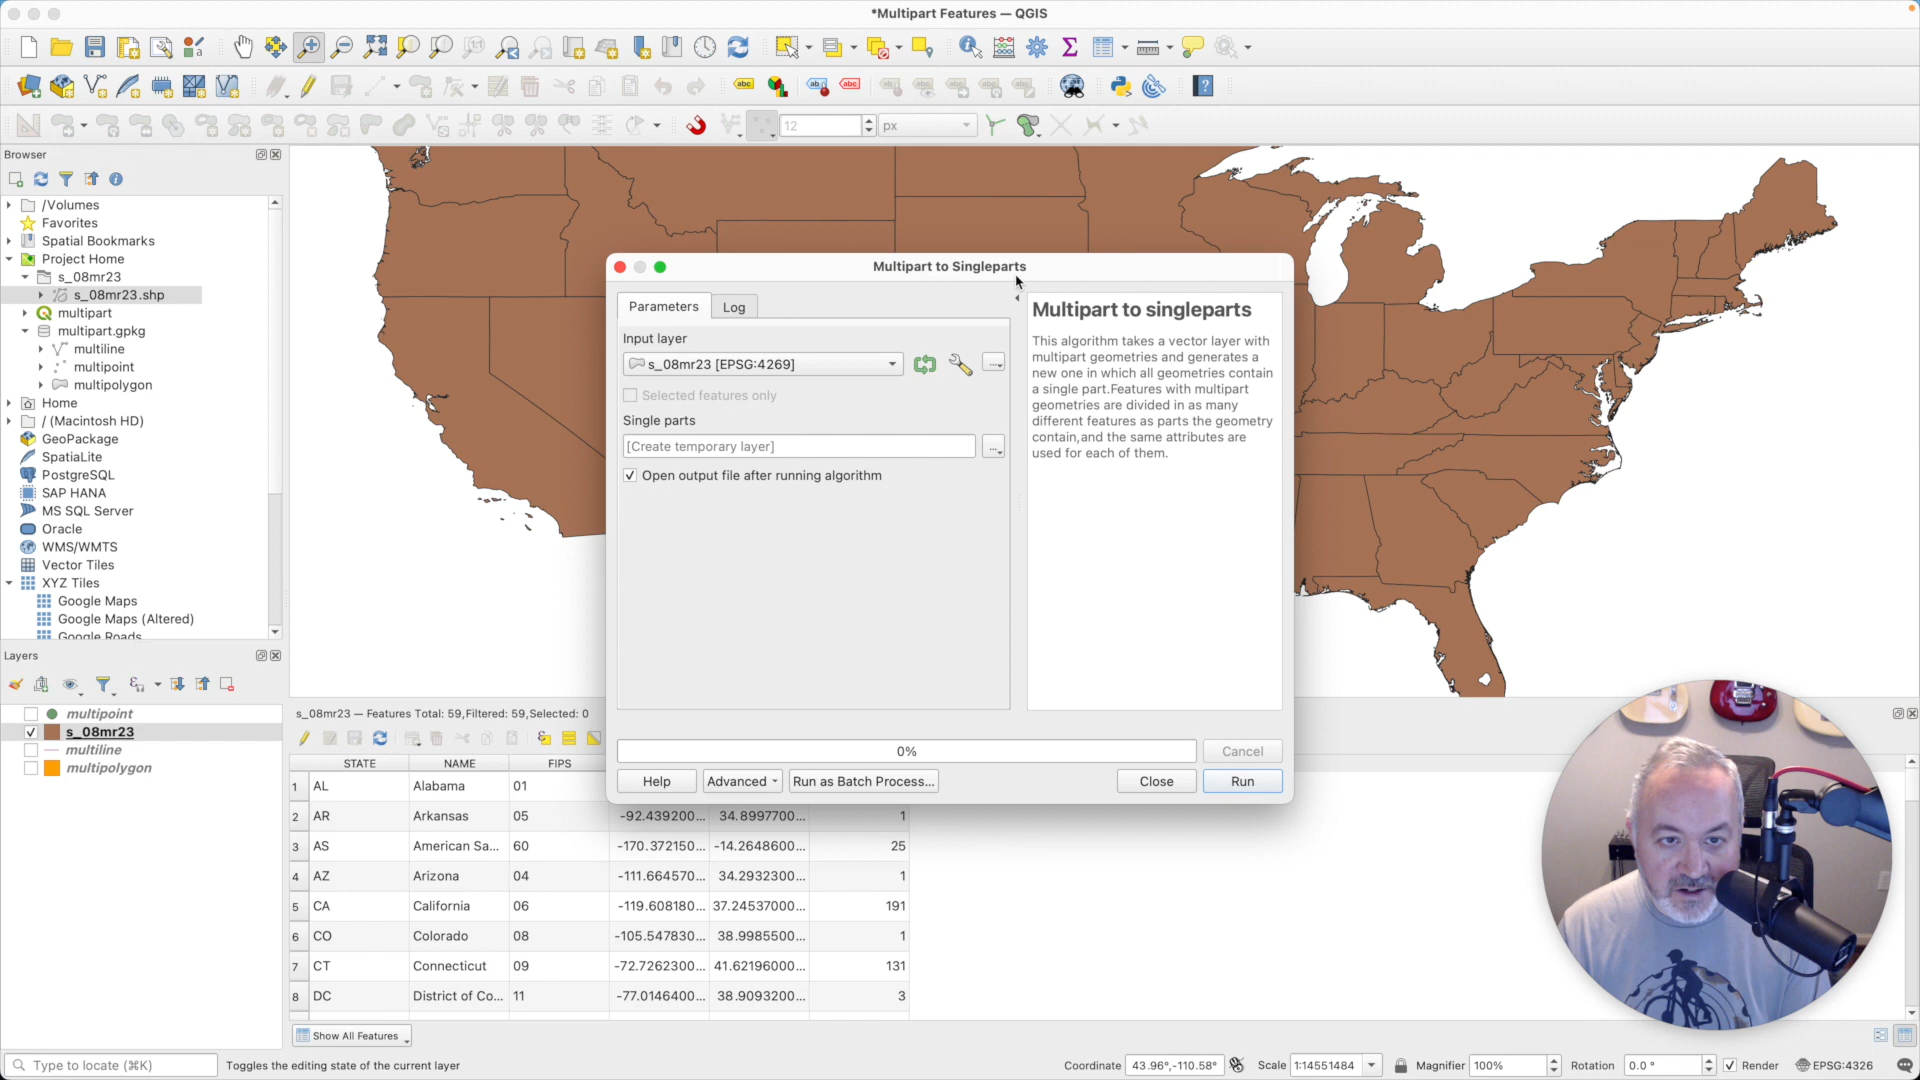 *Multipart Features — QGIS
abc
abc
abc
12
px
Browser
/Volumes
Favorites
Spatial Bookmarks
Project Home
s_08mr23
s_08mr23.shp
multipart
multipart.gpkg
multiline
multipoint
multipolygon
Home
/ (Macintosh HD)
GeoPackage
SpatiaLite
PostgreSQL
SAP HANA
MS SQL Server
Oracle
WMS/WMTS
Vector Tiles
XYZ Tiles
Google Maps
Google Maps (Altered)
Google Roads
Layers
multipoint
s_08mr23
multiline
multipolygon
Multipart to Singleparts
Parameters
Log
Input layer
s_08mr23 [EPSG:4269]
Selected features only
Single parts
[Create temporary layer]
Open output file after running algorithm
Multipart to singleparts
This algorithm takes a vector layer with
multipart geometries and generates a
new one in which all geometries contain
a single part.Features with multipart
geometries are divided in as many
different features as parts the geometry
contain,and the same attributes are
used for each of them.
0%
Cancel
Help
Advanced
Run as Batch Process...
Close
Run
s_08mr23 — Features Total: 59,Filtered: 59,Selected: 0
STATE NAME FIPS
1 AL Alabama 01
2 AR Arkansas 05 -92.439200... 34.8997700... 1
3 AS American Sa... 60 -170.372150... -14.2648600... 25
4 AZ Arizona 04 -111.664570... 34.2932300... 1
5 CA California 06 -119.608180... 37.24537000... 191
6 CO Colorado 08 -105.547830... 38.9985500... 1
7 CT Connecticut 09 -72.7262300... 41.62196000... 131
8 DC District of Co... 11 -77.0146400... 38.9093200... 3
Show All Features
Type to locate (⌘K)
Toggles the editing state of the current layer
Coordinate 43.96°,-110.58°
Scale 1:14551484
Magnifier 100%
Rotation 0.0 °
Render
EPSG:4326